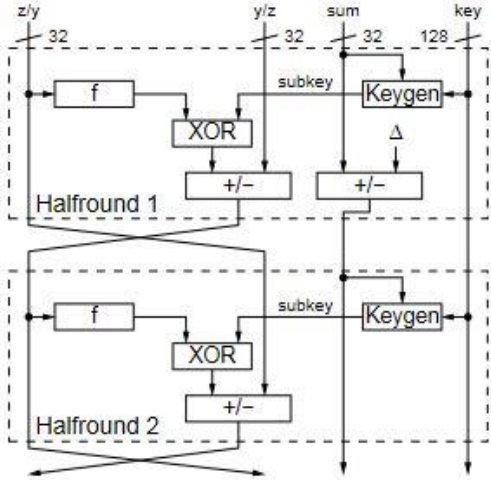 z/y y/z sum key
32 32 32 128
f subkey Keygen
XOR
Δ
+/− +/−
Halfround 1
f subkey Keygen
XOR
+/−
Halfround 2